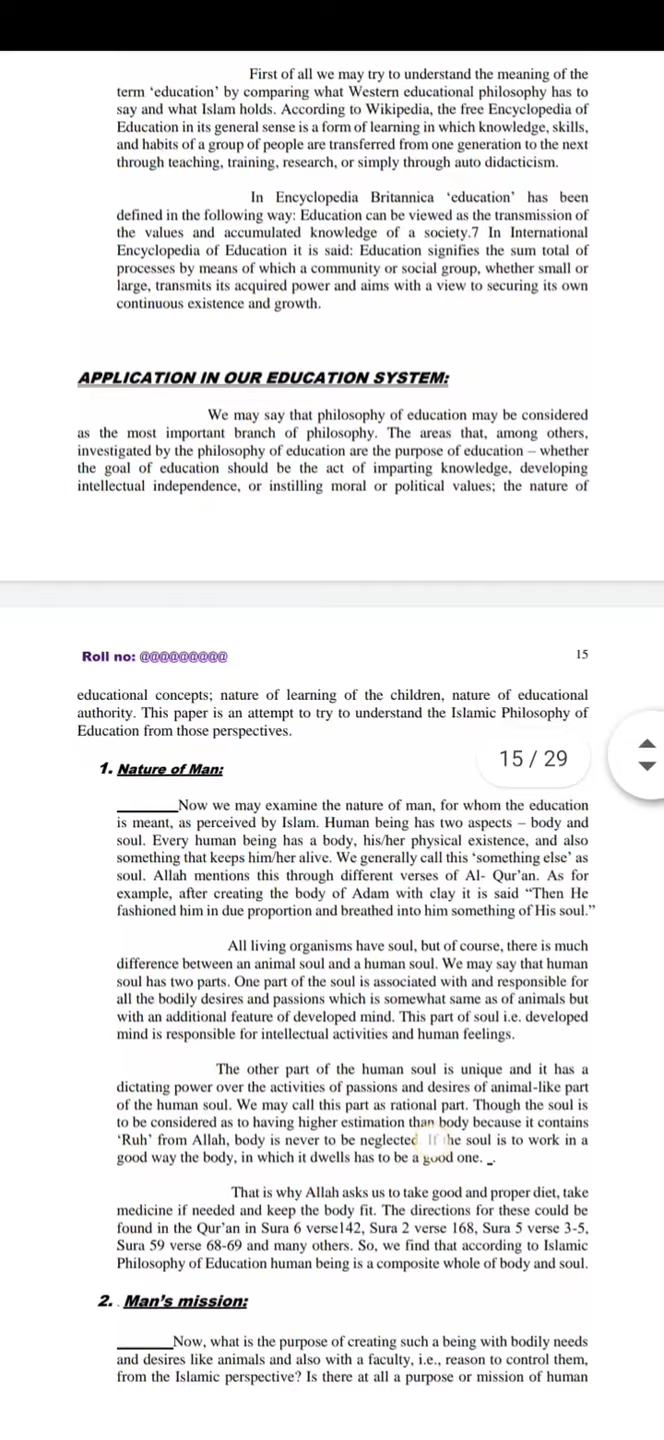 First of all we may try to understand the meaning of the
term ‘education’ by comparing what Western educational philosophy has to
say and what Islam holds. According to Wikipedia, the free Encyclopedia of
Education in its general sense is a form of learning in which knowledge, skills,
and habits of a group of people are transferred from one generation to the next
through teaching, training, research, or simply through auto didacticism.
In Encyclopedia Britannica ‘education’ has been
defined in the following way: Education can be viewed as the transmission of
the values and accumulated knowledge of a society.7 In International
Encyclopedia of Education it is said: Education signifies the sum total of
processes by means of which a community or social group, whether small or
large, transmits its acquired power and aims with a view to securing its own
continuous existence and growth.
APPLICATION IN OUR EDUCATION SYSTEM:
We may say that philosophy of education may be considered
as the most important branch of philosophy. The areas that, among others,
investigated by the philosophy of education are the purpose of education – whether
the goal of education should be the act of imparting knowledge, developing
intellectual independence, or instilling moral or political values; the nature of
Roll no: @@@@@@@@@ 15
educational concepts; nature of learning of the children, nature of educational
authority. This paper is an attempt to try to understand the Islamic Philosophy of
Education from those perspectives.
15 / 29
1. Nature of Man:
Now we may examine the nature of man, for whom the education
is meant, as perceived by Islam. Human being has two aspects – body and
soul. Every human being has a body, his/her physical existence, and also
something that keeps him/her alive. We generally call this ‘something else’ as
soul. Allah mentions this through different verses of Al- Qur’an. As for
example, after creating the body of Adam with clay it is said “Then He
fashioned him in due proportion and breathed into him something of His soul.”
All living organisms have soul, but of course, there is much
difference between an animal soul and a human soul. We may say that human
soul has two parts. One part of the soul is associated with and responsible for
all the bodily desires and passions which is somewhat same as of animals but
with an additional feature of developed mind. This part of soul i.e. developed
mind is responsible for intellectual activities and human feelings.
The other part of the human soul is unique and it has a
dictating power over the activities of passions and desires of animal-like part
of the human soul. We may call this part as rational part. Though the soul is
to be considered as to having higher estimation than body because it contains
‘Ruh’ from Allah, body is never to be neglected. If the soul is to work in a
good way the body, in which it dwells has to be a good one. _.
That is why Allah asks us to take good and proper diet, take
medicine if needed and keep the body fit. The directions for these could be
found in the Qur’an in Sura 6 verse142, Sura 2 verse 168, Sura 5 verse 3-5,
Sura 59 verse 68-69 and many others. So, we find that according to Islamic
Philosophy of Education human being is a composite whole of body and soul.
2. . Man’s mission:
Now, what is the purpose of creating such a being with bodily needs
and desires like animals and also with a faculty, i.e., reason to control them,
from the Islamic perspective? Is there at all a purpose or mission of human